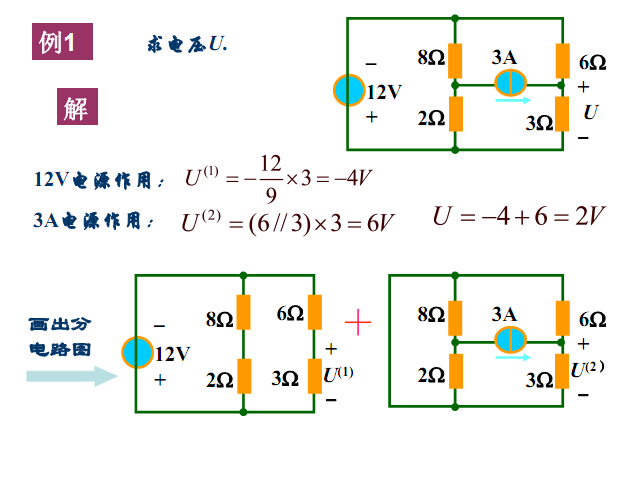 例1
求电压U.
解
8Ω
3A
6Ω
−
12V
+
2Ω
3Ω
+
U
−
12V电源作用： U⁽¹⁾ = −12/9 ×3 = −4V
3A电源作用： U⁽²⁾ = (6//3)×3 = 6V
U = −4+6 = 2V
画出分
电路图
−
12V
+
8Ω
6Ω
2Ω
3Ω
+
U⁽¹⁾
−
+
8Ω
3A
6Ω
2Ω
3Ω
+
U⁽²⁾
−